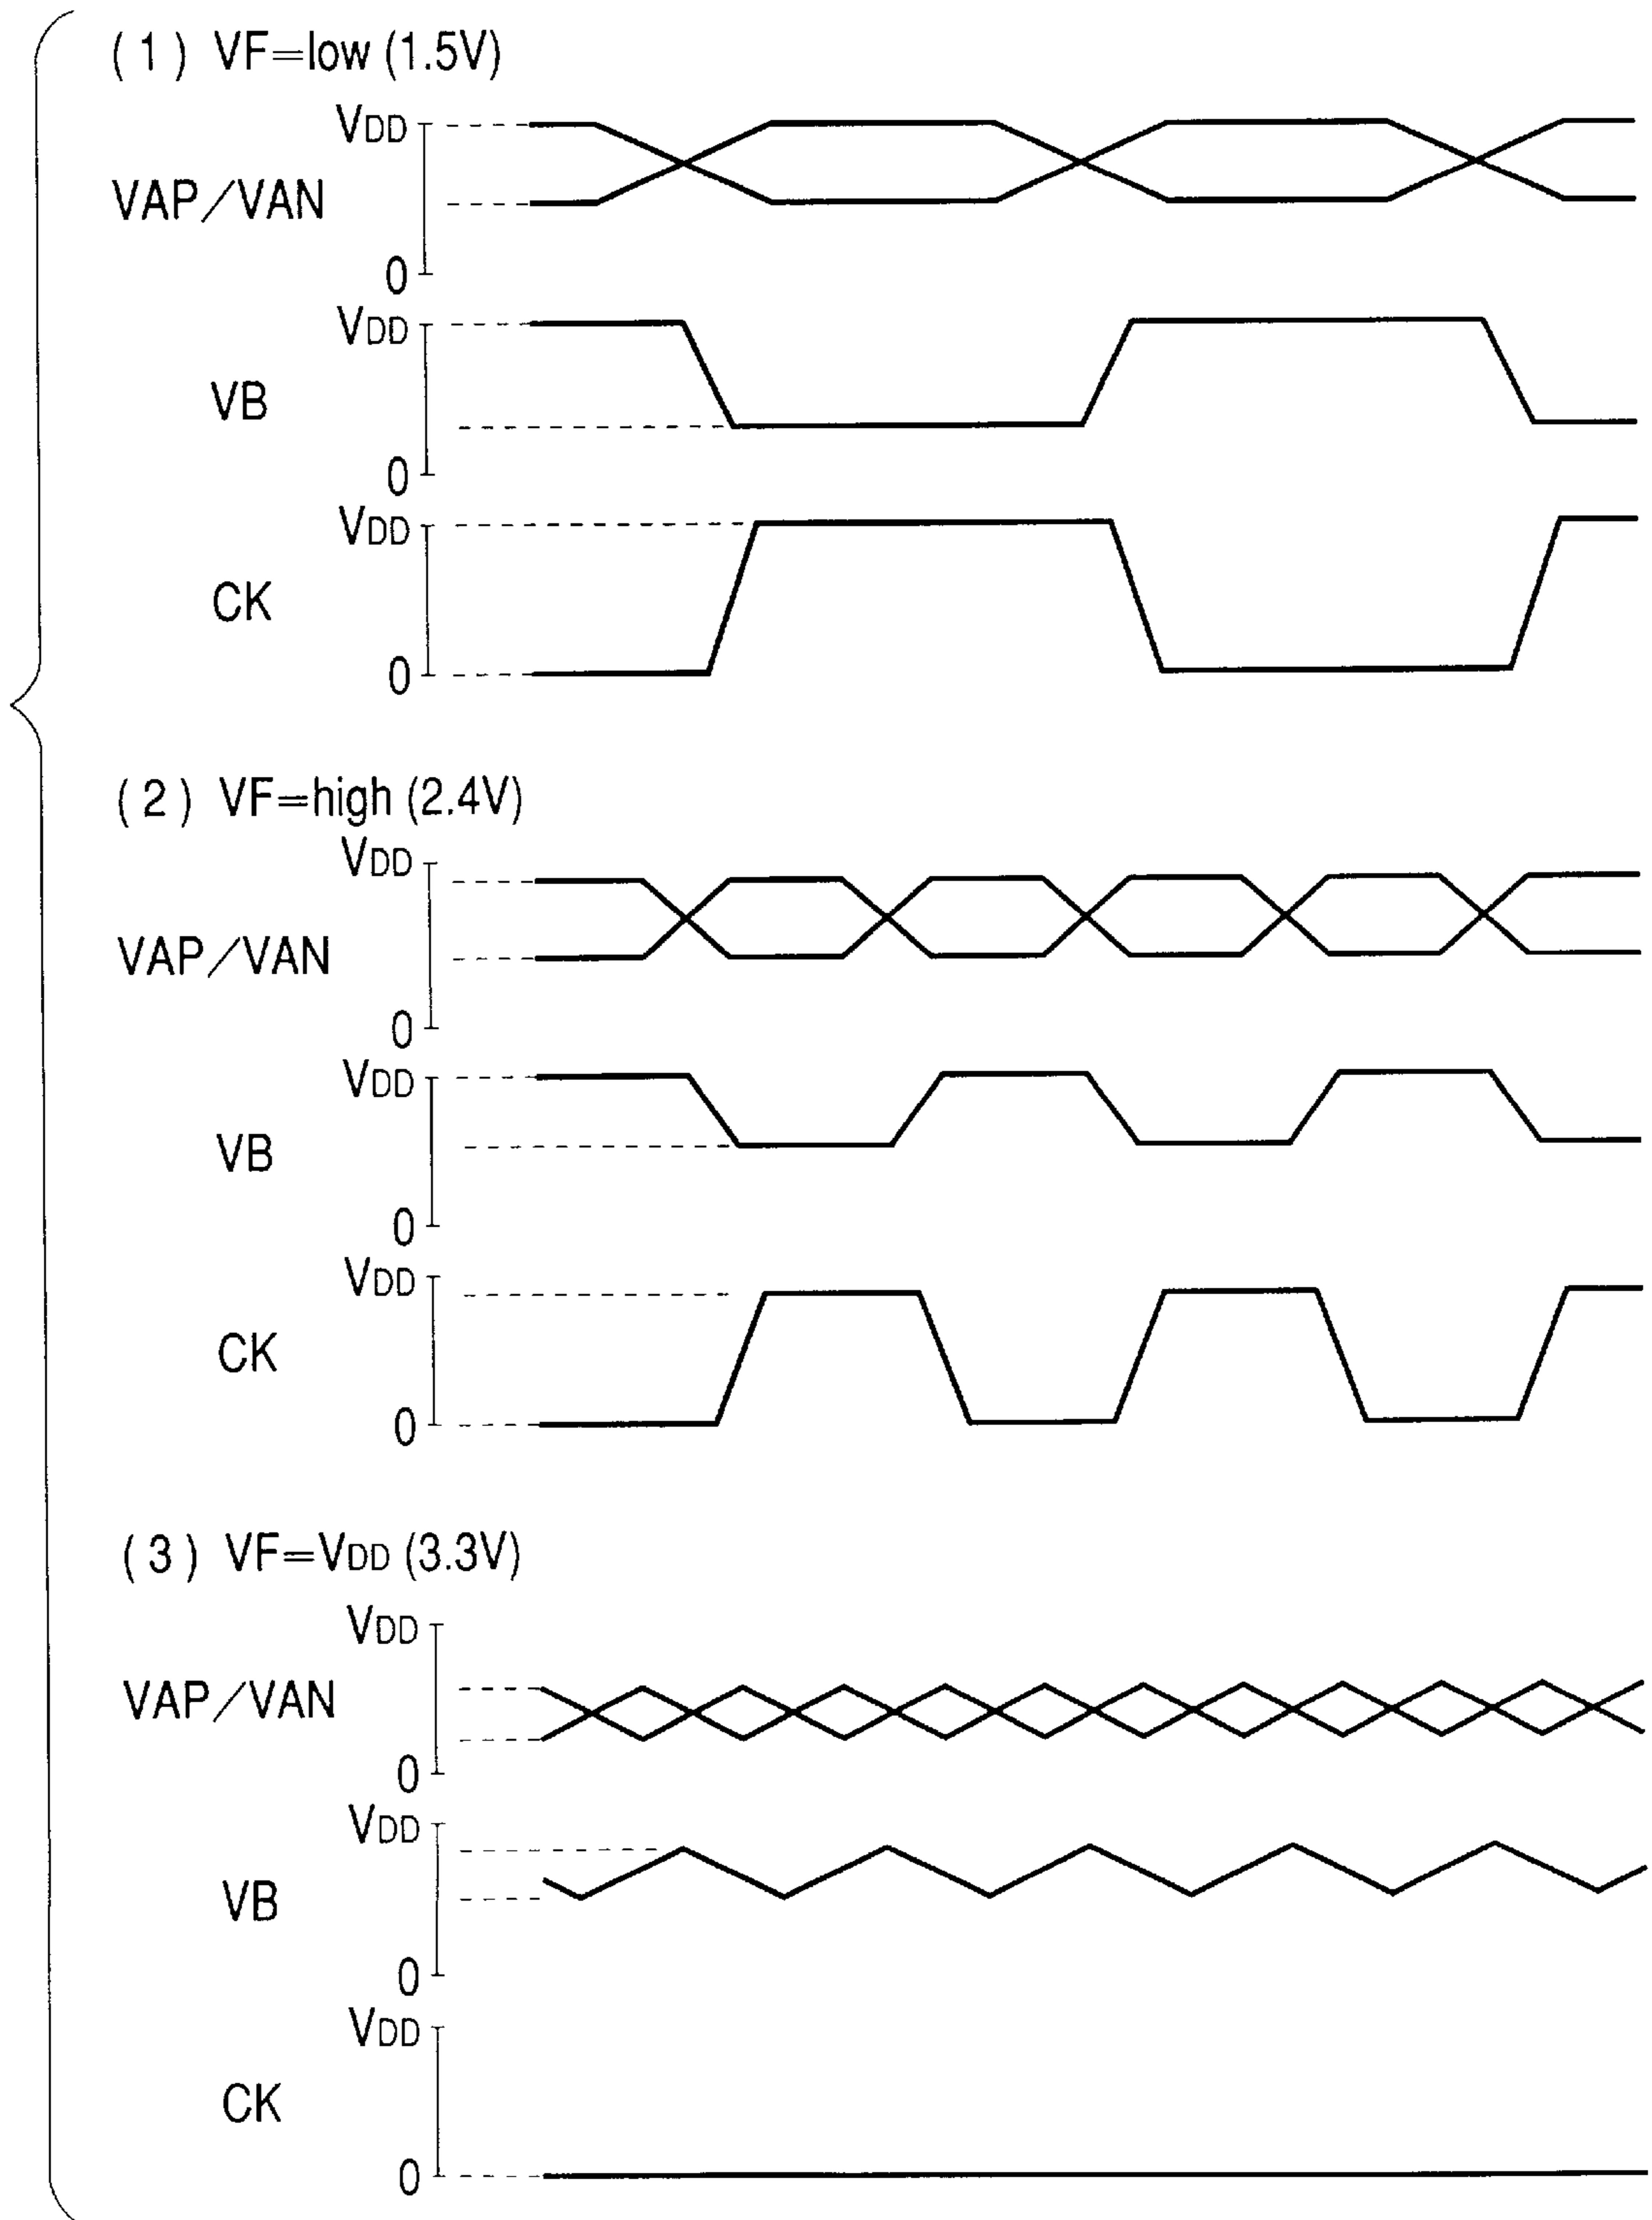 (1) VF=low (1.5V)
VDD
VAP/VAN
0
VDD
VB
0
VDD
CK
0
(2) VF=high (2.4V)
VDD
VAP/VAN
0
VDD
VB
0
VDD
CK
0
(3) VF=VDD (3.3V)
VDD
VAP/VAN
0
VDD
VB
0
VDD
CK
0